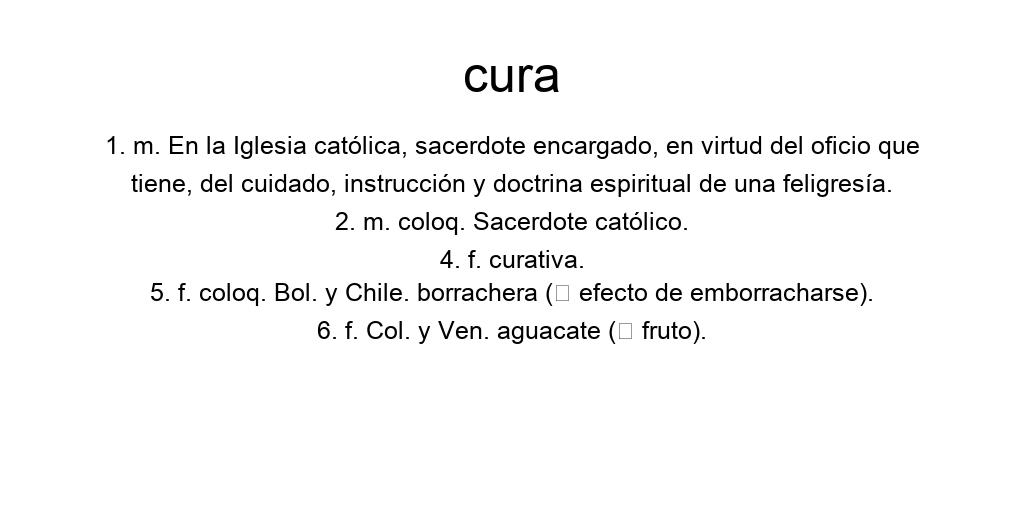 cura
1. m. En la Iglesia católica, sacerdote encargado, en virtud del oficio que
tiene, del cuidado, instrucción y doctrina espiritual de una feligresía.
2. m. coloq. Sacerdote católico.
4. f. curativa.
5. f. coloq. Bol. y Chile. borrachera (□ efecto de emborracharse).
6. f. Col. y Ven. aguacate (□ fruto).